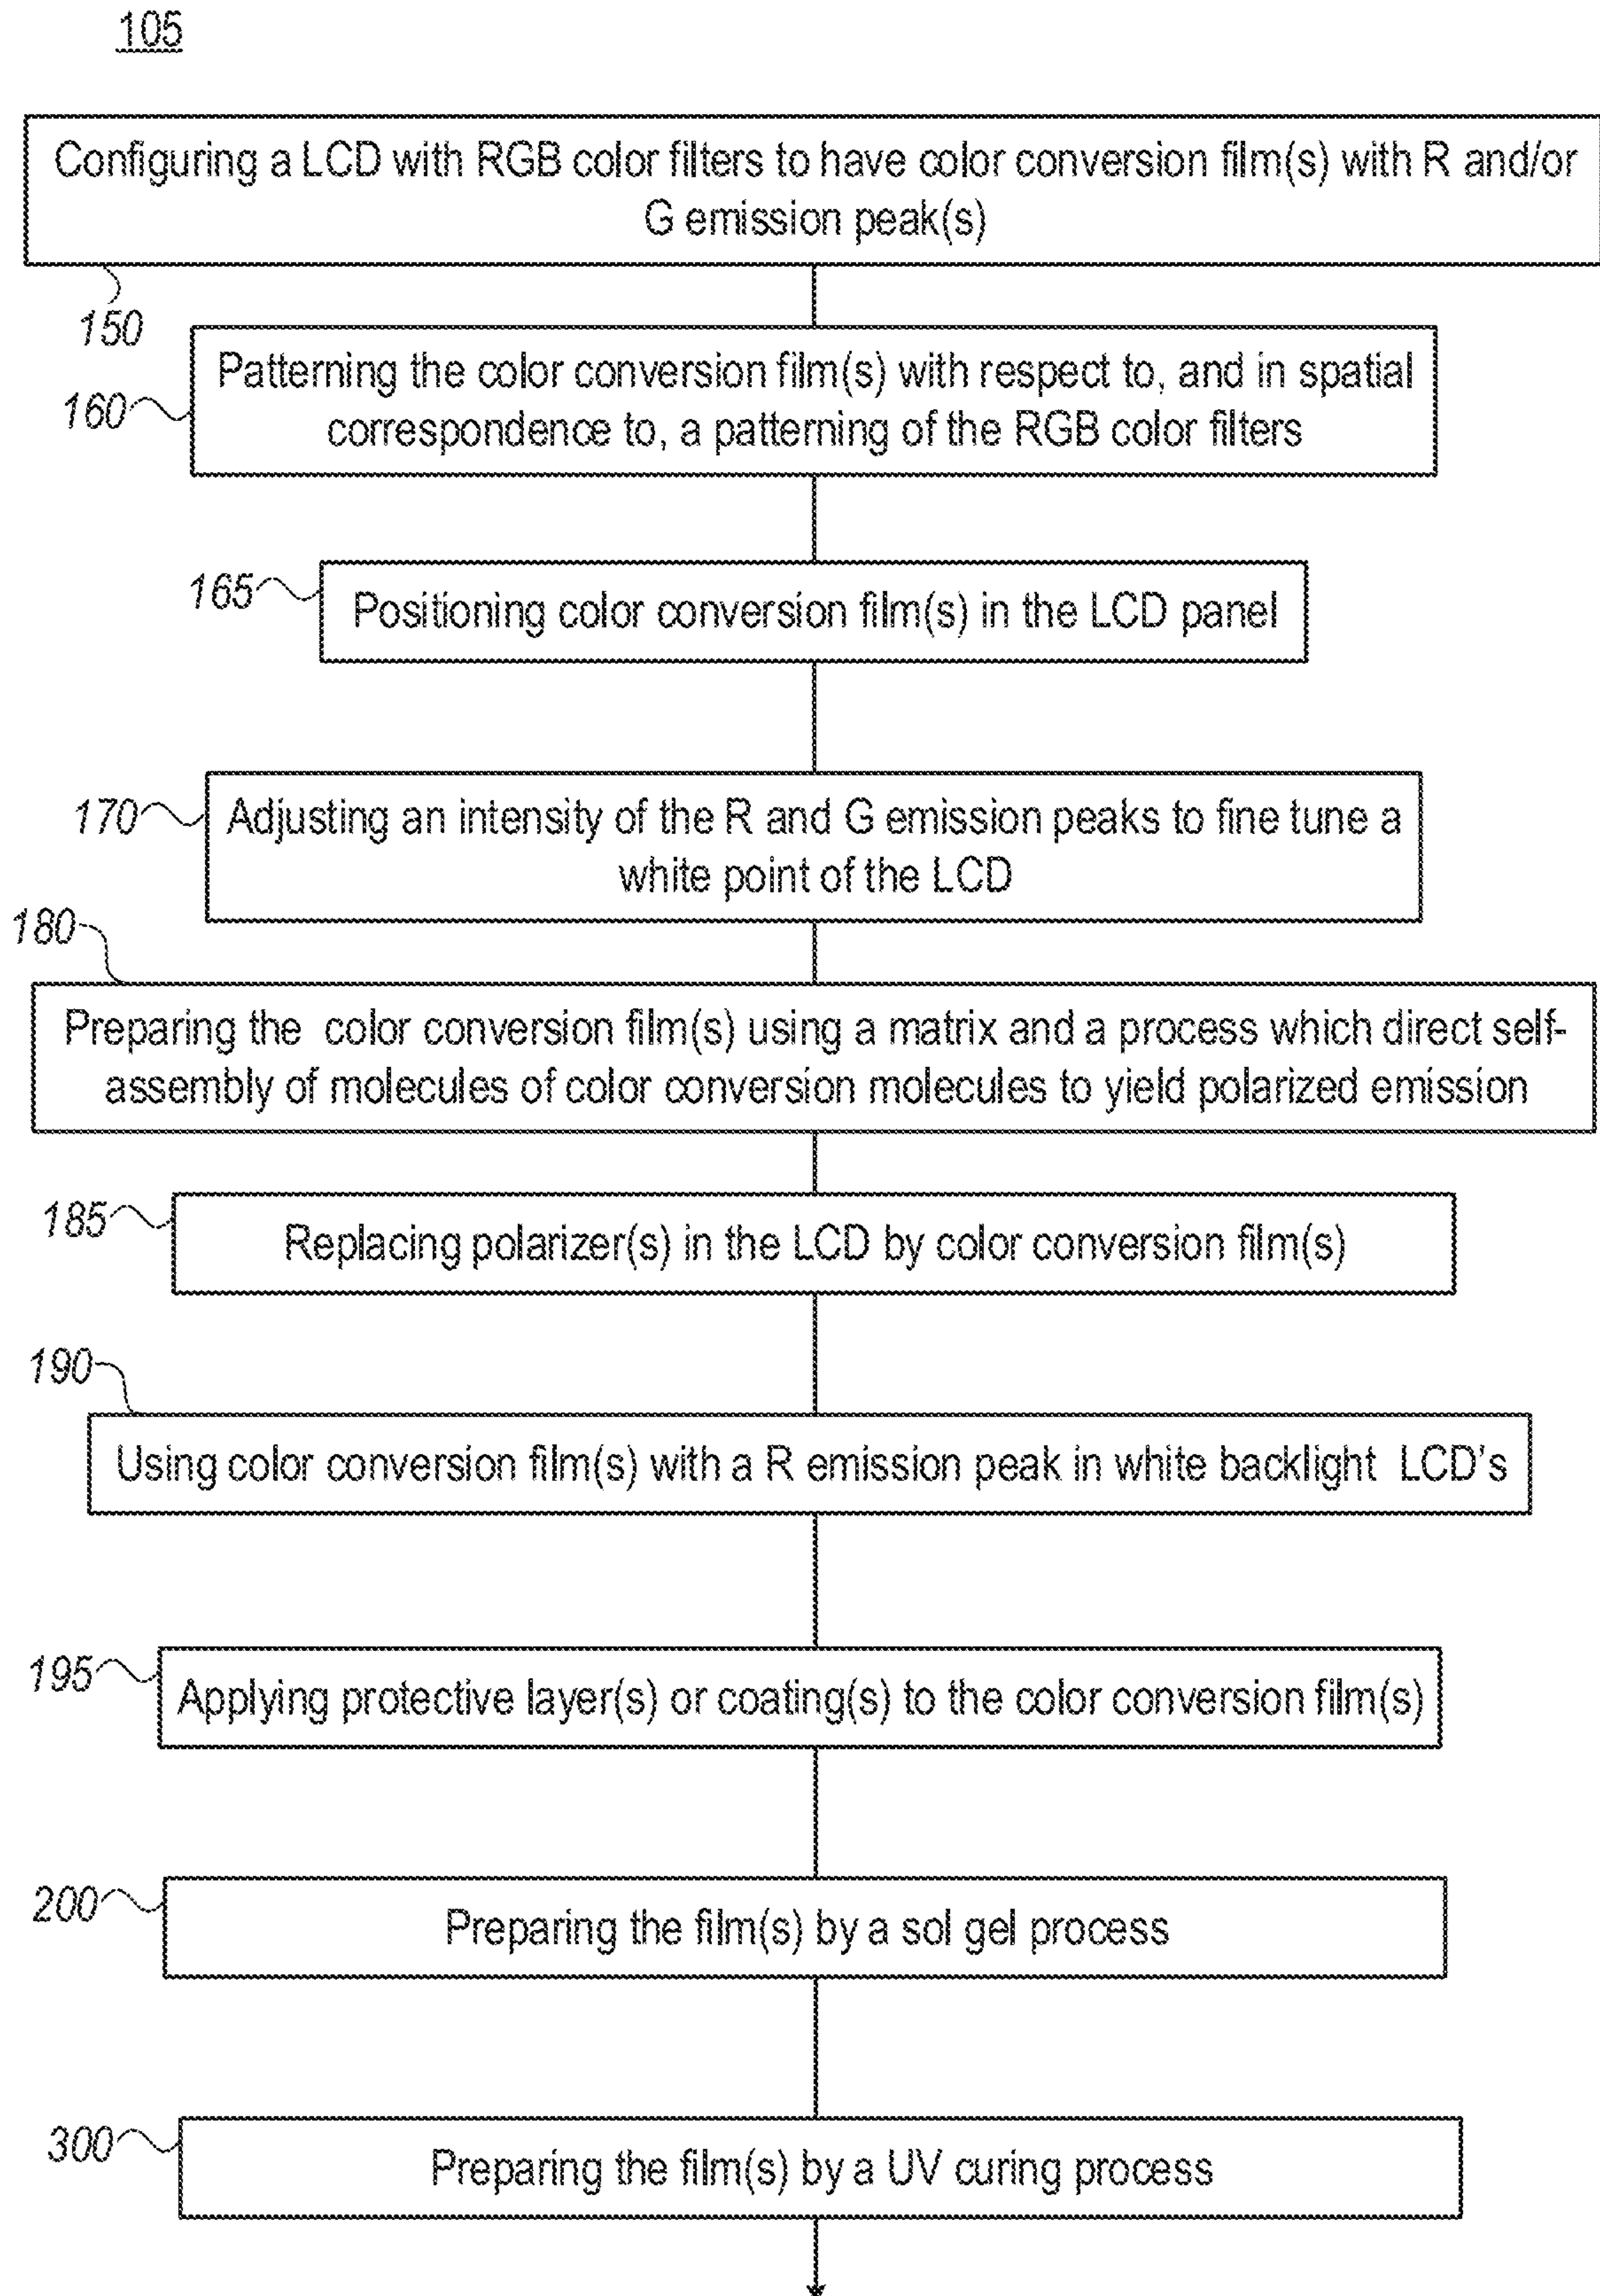 105
Configuring a LCD with RGB color filters to have color conversion film(s) with R and/or
G emission peak(s)
150
Patterning the color conversion film(s) with respect to, and in spatial
160
correspondence to, a patterning of the RGB color filters
165
Positioning color conversion film(s) in the LCD panel
170
Adjusting an intensity of the R and G emission peaks to fine tune a
white point of the LCD
180
Preparing the color conversion film(s) using a matrix and a process which direct self-
assembly of molecules of color conversion molecules to yield polarized emission
185
Replacing polarizer(s) in the LCD by color conversion film(s)
190
Using color conversion film(s) with a R emission peak in white backlight LCD's
195
Applying protective layer(s) or coating(s) to the color conversion film(s)
200
Preparing the film(s) by a sol gel process
300
Preparing the film(s) by a UV curing process